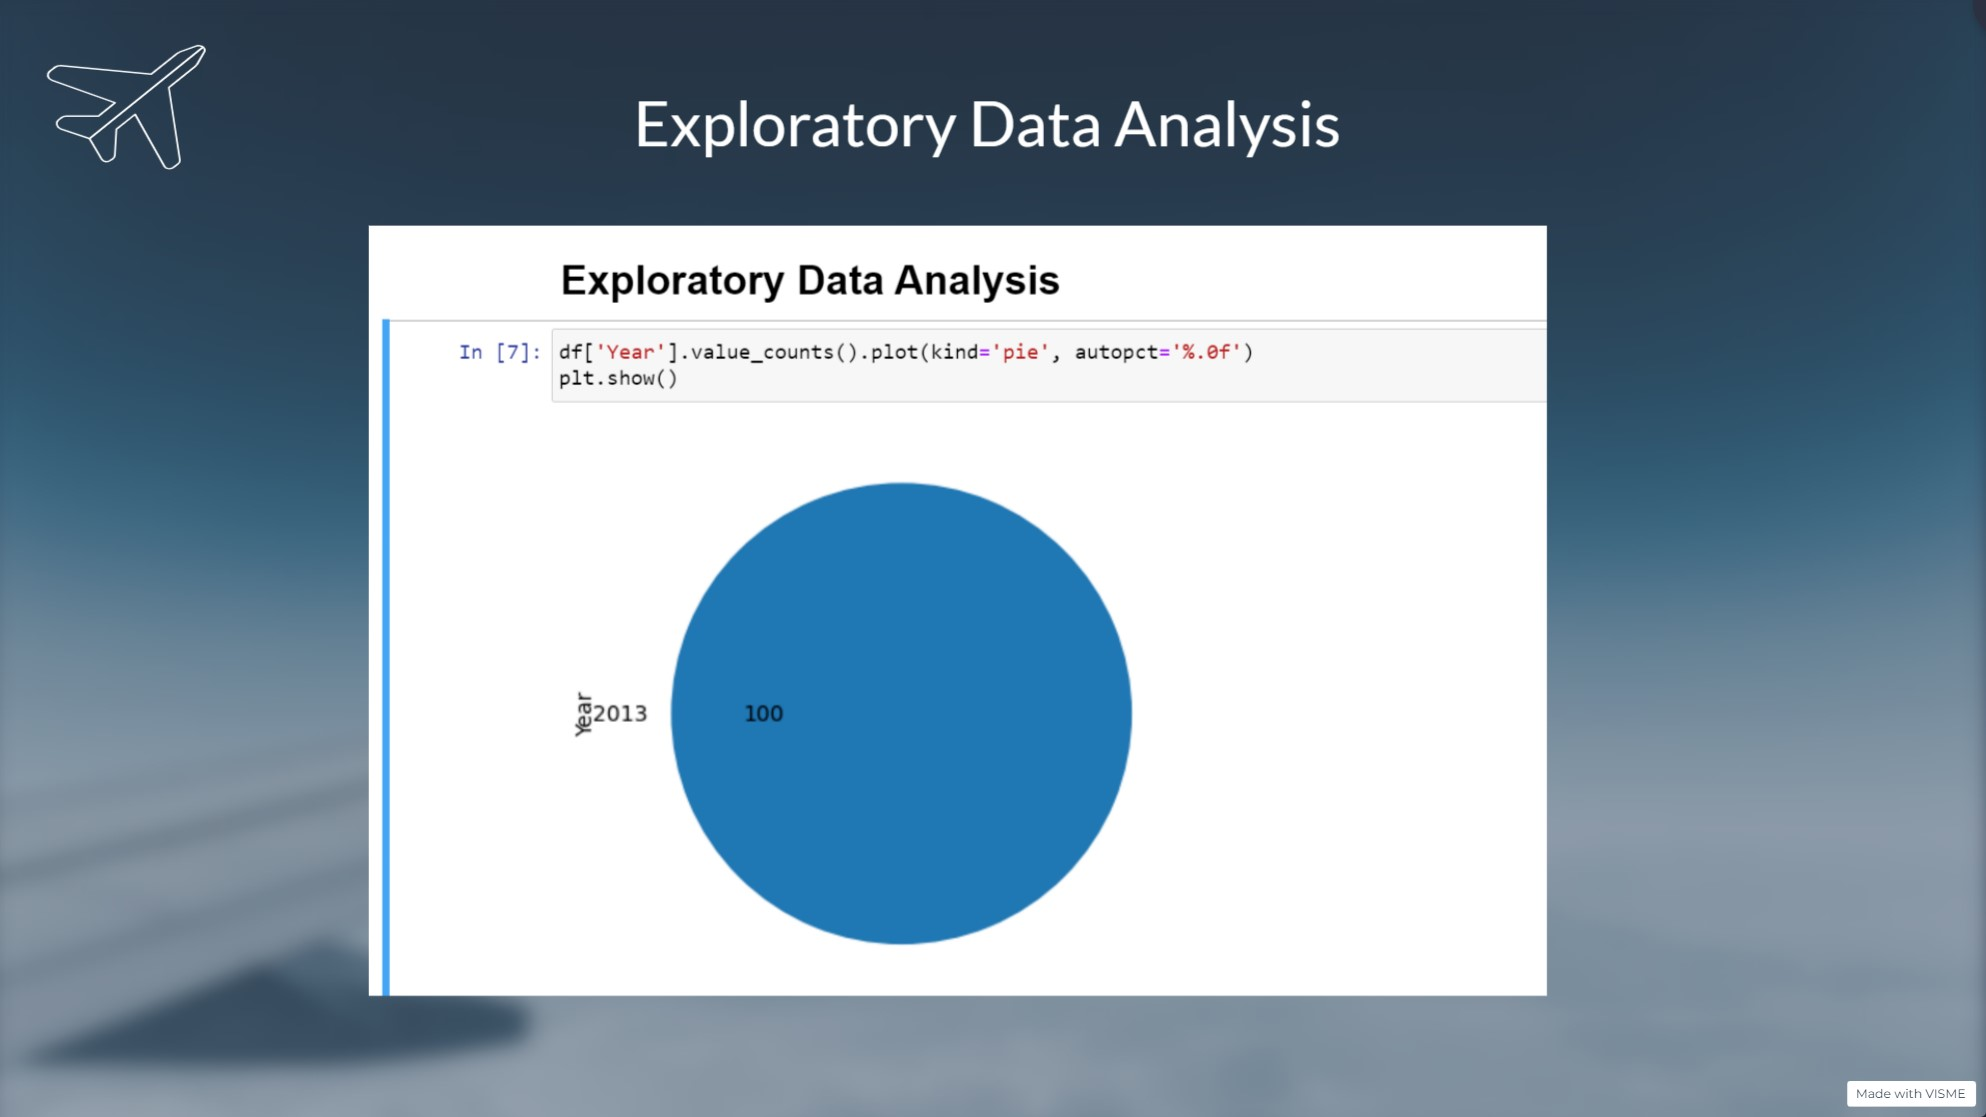 Exploratory Data Analysis
Exploratory Data Analysis
In [7]: df['Year'].value_counts().plot(kind='pie', autopct='%.0f')
plt.show()
Year
2013
100
Made with VISME